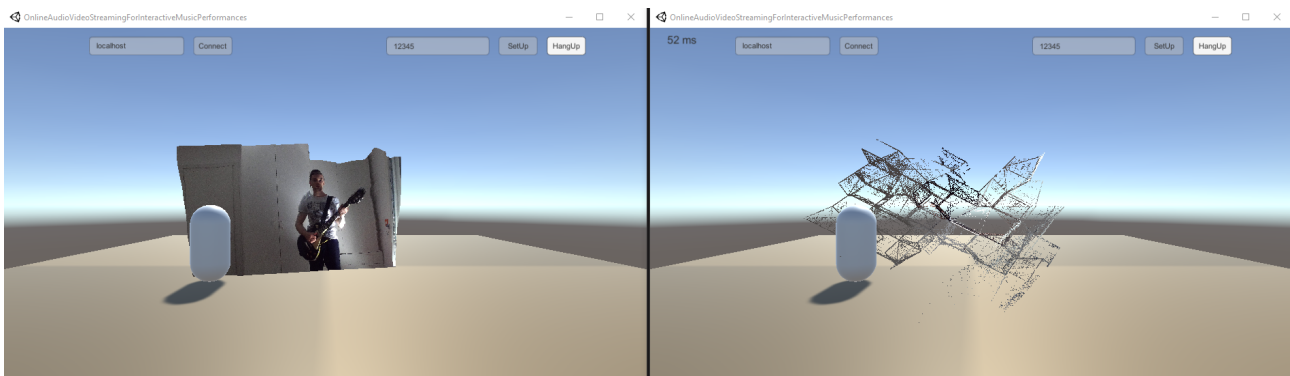 OnlineAudioVideoStreamingForInteractiveMusicPerformances
localhost
Connect
12345
SetUp
HangUp
OnlineAudioVideoStreamingForInteractiveMusicPerformances
52 ms
localhost
Connect
12345
SetUp
HangUp